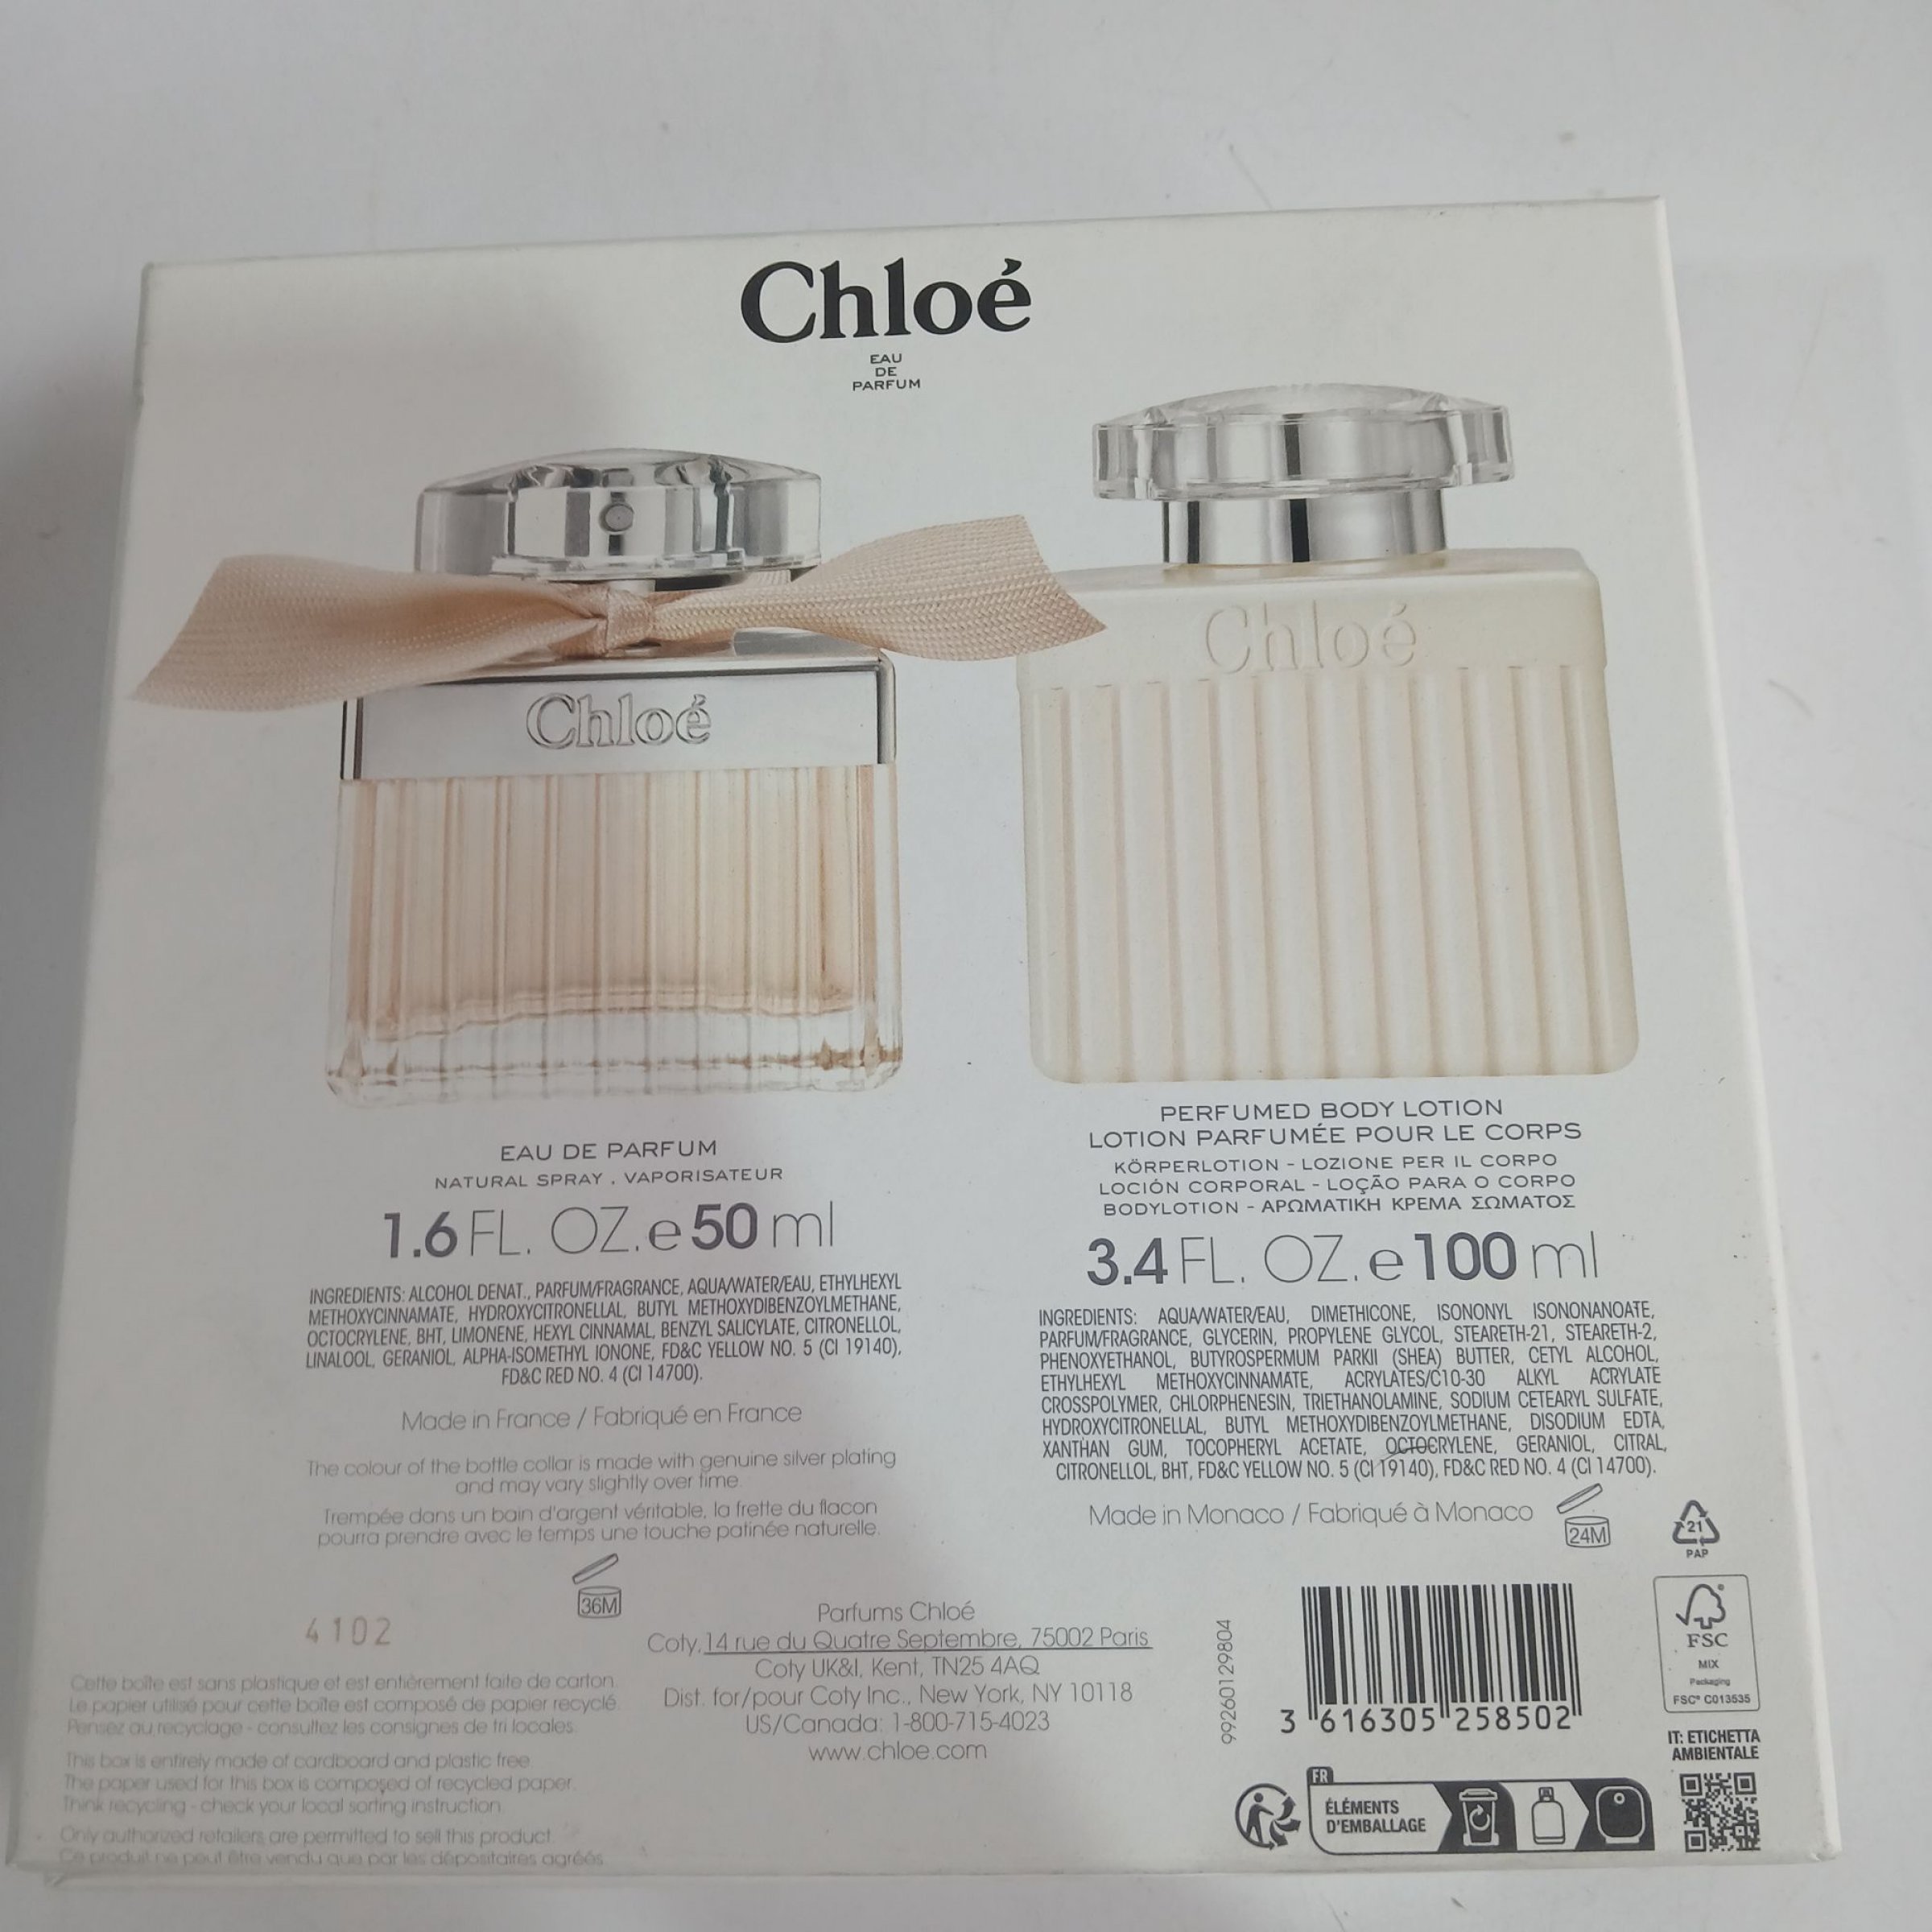 Chloé
EAU
DE
PARFUM
Chloé
Chloé
EAU DE PARFUM
NATURAL SPRAY . VAPORISATEUR
1.6 FL. OZ. e 50 ml
INGREDIENTS: ALCOHOL DENAT., PARFUM/FRAGRANCE, AQUA/WATER/EAU, ETHYLHEXYL
METHOXYCINNAMATE, HYDROXYCITRONELLAL, BUTYL METHOXYDIBENZOYLMETHANE,
OCTOCRYLENE, BHT, LIMONENE, HEXYL CINNAMAL, BENZYL SALICYLATE, CITRONELLOL,
LINALOOL, GERANIOL, ALPHA-ISOMETHYL IONONE, FD&C YELLOW NO. 5 (CI 19140),
FD&C RED NO. 4 (CI 14700).
Made in France / Fabriqué en France
The colour of the bottle collar is made with genuine silver plating
and may vary slightly over time.
Trempée dans un bain d'argent véritable, la frette du flacon
pourra prendre avec le temps une touche patinée naturelle.
36M
PERFUMED BODY LOTION
LOTION PARFUMÉE POUR LE CORPS
KÖRPERLOTION - LOZIONE PER IL CORPO
LOCIÓN CORPORAL - LOÇÃO PARA O CORPO
BODYLOTION - ΑΡΩΜΑΤΙΚΗ ΚΡΕΜΑ ΣΩΜΑΤΟΣ
3.4 FL. OZ. e 100 ml
INGREDIENTS: AQUA/WATER/EAU, DIMETHICONE, ISONONYL ISONONANOATE,
PARFUM/FRAGRANCE, GLYCERIN, PROPYLENE GLYCOL, STEARETH-21, STEARETH-2,
PHENOXYETHANOL, BUTYROSPERMUM PARKII (SHEA) BUTTER, CETYL ALCOHOL,
ETHYLHEXYL METHOXYCINNAMATE, ACRYLATES/C10-30 ALKYL ACRYLATE
CROSSPOLYMER, CHLORPHENESIN, TRIETHANOLAMINE, SODIUM CETEARYL SULFATE,
HYDROXYCITRONELLAL, BUTYL METHOXYDIBENZOYLMETHANE, DISODIUM EDTA,
XANTHAN GUM, TOCOPHERYL ACETATE, OCTOCRYLENE, GERANIOL, CITRAL,
CITRONELLOL, BHT, FD&C YELLOW NO. 5 (CI 19140), FD&C RED NO. 4 (CI 14700).
Made in Monaco / Fabriqué à Monaco
24M
21
PAP
4102
Cette boîte est sans plastique et est entièrement faite de carton.
Le papier utilisé pour cette boîte est composé de papier recyclé.
Pensez au recyclage - consultez les consignes de tri locales.
This box is entirely made of cardboard and plastic free.
The paper used for this box is composed of recycled paper.
Think recycling - check your local sorting instruction.
Only authorized retailers are permitted to sell this product.
Ce produit ne peut être vendu que par les dépositaires agréés
Parfums Chloé
Coty.14 rue du Quatre Septembre, 75002 Paris
Coty UK&I, Kent, TN25 4AQ
Dist. for/pour Coty Inc., New York, NY 10118
US/Canada: 1-800-715-4023
www.chloe.com
99260129804
3 616305 258502
FSC
MIX
Packaging
FSC® C013535
IT: ETICHETTA
AMBIENTALE
FR
ÉLÉMENTS
D'EMBALLAGE